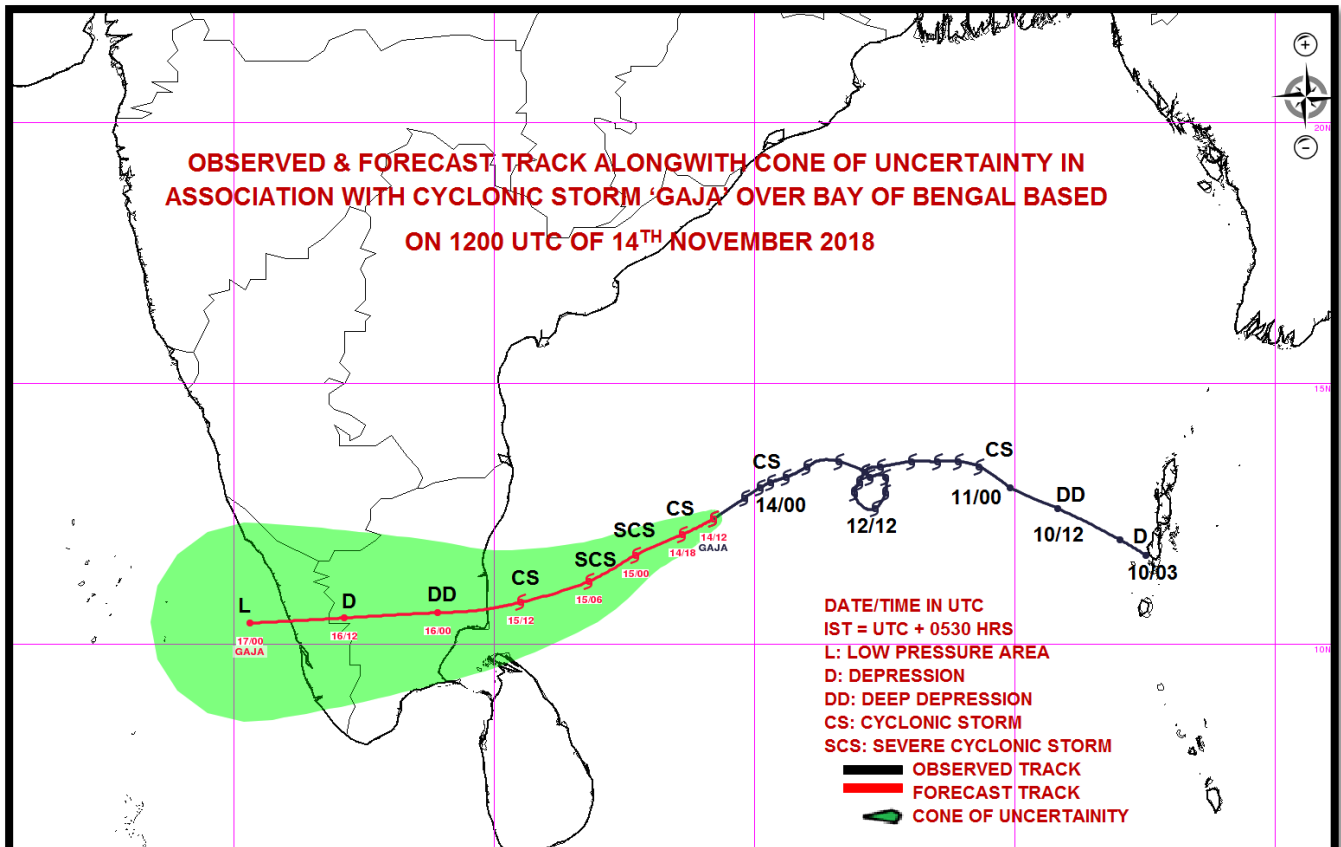 +
−
20N
OBSERVED & FORECAST TRACK ALONGWITH CONE OF UNCERTAINTY IN
ASSOCIATION WITH CYCLONIC STORM ‘GAJA’ OVER BAY OF BENGAL BASED
ON 1200 UTC OF 14TH NOVEMBER 2018
15N
CS
CS
14/00
12/12
11/00
DD
10/12
D
10/03
CS
14/12
GAJA
14/18
SCS
15/00
SCS
15/06
CS
15/12
DD
16/00
D
16/12
L
17/00
GAJA
10N
DATE/TIME IN UTC
IST = UTC + 0530 HRS
L: LOW PRESSURE AREA
D: DEPRESSION
DD: DEEP DEPRESSION
CS: CYCLONIC STORM
SCS: SEVERE CYCLONIC STORM
OBSERVED TRACK
FORECAST TRACK
CONE OF UNCERTAINITY